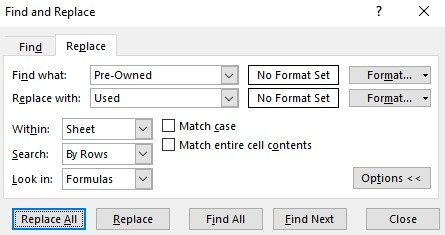 Find and Replace ? ×
Find Replace
Find what: Pre-Owned No Format Set Format...
Replace with: Used No Format Set Format...
Within: Sheet Match case
Search: By Rows Match entire cell contents
Look in: Formulas Options <<
Replace All Replace Find All Find Next Close